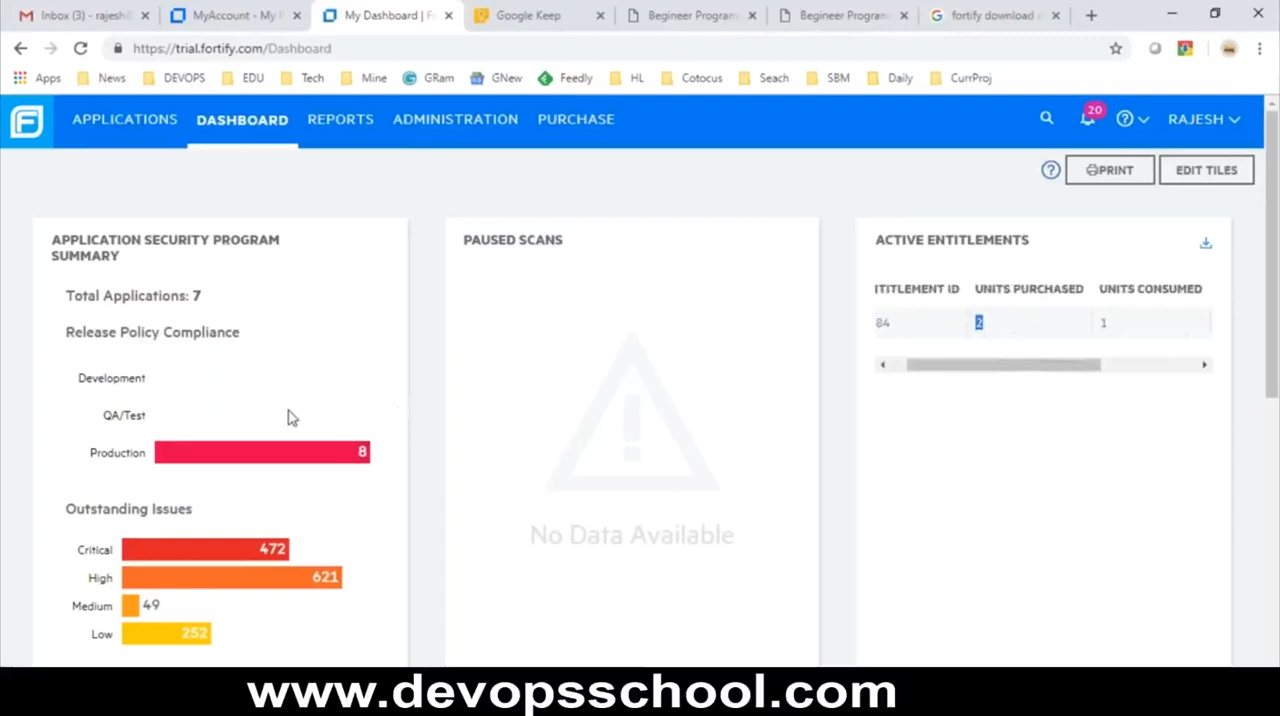 Inbox (3) - rajeshi
MyAccount - My P
My Dashboard | F
Google Keep
Begineer Program
Begineer Program
fortify download
https://trial.fortify.com/Dashboard
Apps
News
DEVOPS
EDU
Tech
Mine
GRam
GNew
Feedly
HL
Cotocus
Seach
SBM
Daily
CurrProj
APPLICATIONS
DASHBOARD
REPORTS
ADMINISTRATION
PURCHASE
20
RAJESH
PRINT
EDIT TILES
APPLICATION SECURITY PROGRAM
SUMMARY
Total Applications: 7
Release Policy Compliance
Development
QA/Test
Production 8
Outstanding Issues
Critical 472
High 621
Medium 49
Low 252
PAUSED SCANS
No Data Available
ACTIVE ENTITLEMENTS
ITITLEMENT ID UNITS PURCHASED UNITS CONSUMED
84 2 1
www.devopsschool.com